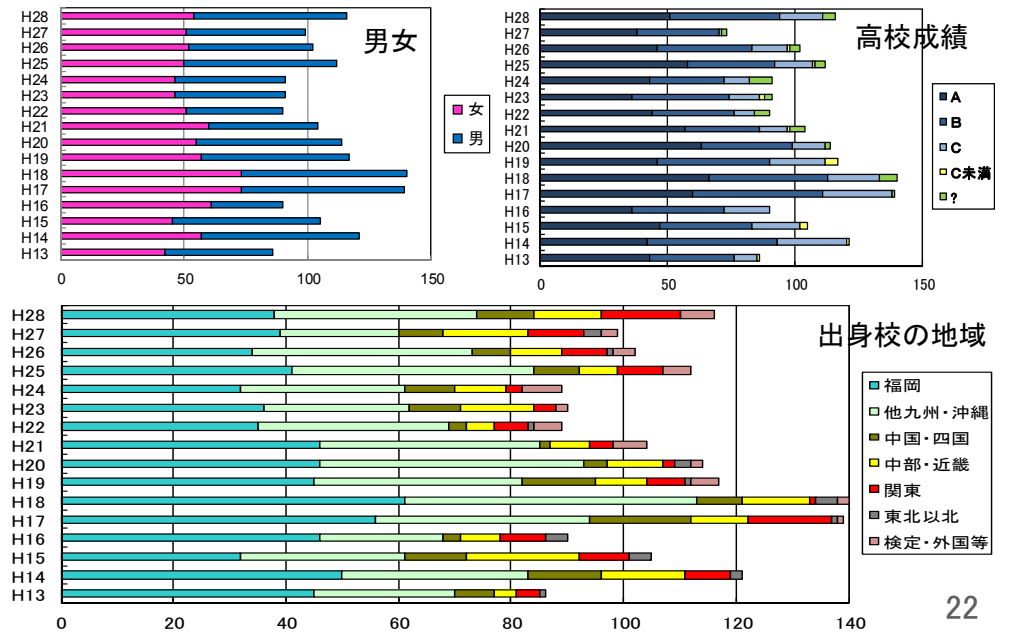 男女
H28
H27
H26
H25
H24
H23
H22
H21
H20
H19
H18
H17
H16
H15
H14
H13
0
50
100
150
女
男
高校成績
H28
H27
H26
H25
H24
H23
H22
H21
H20
H19
H18
H17
H16
H15
H14
H13
0
50
100
150
A
B
C
C未満
?
出身校の地域
H28
H27
H26
H25
H24
H23
H22
H21
H20
H19
H18
H17
H16
H15
H14
H13
0
20
40
60
80
100
120
140
福岡
他九州・沖縄
中国・四国
中部・近畿
関東
東北以北
検定・外国等
22